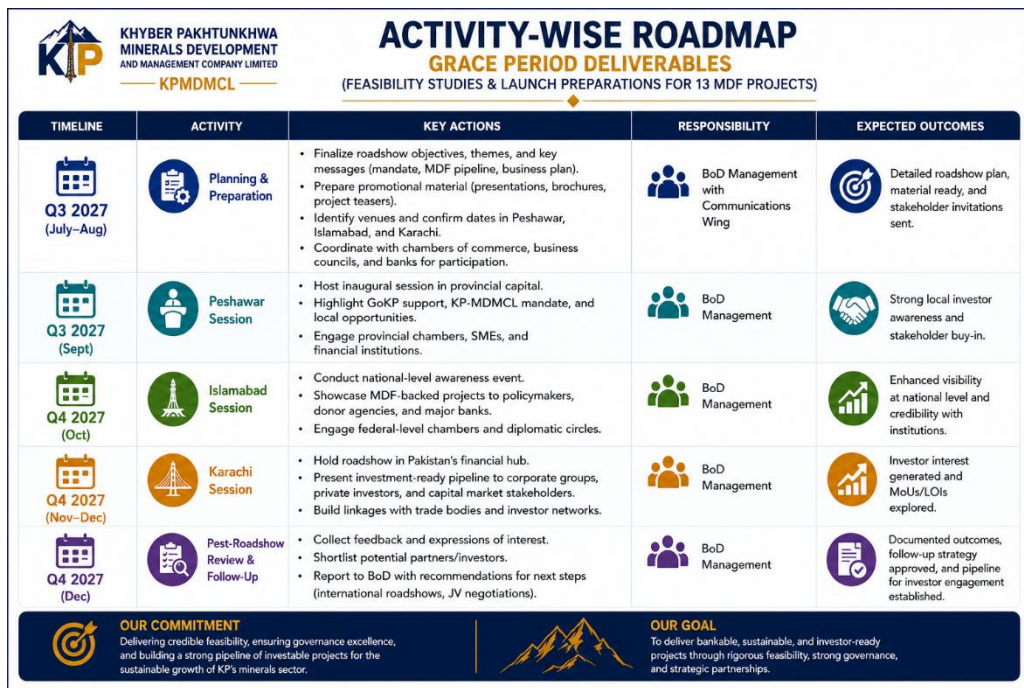 KIP
KHYBER PAKHTUNKHWA
MINERALS DEVELOPMENT
AND MANAGEMENT COMPANY LIMITED
KPMDMCL
ACTIVITY-WISE ROADMAP
GRACE PERIOD DELIVERABLES
(FEASIBILITY STUDIES & LAUNCH PREPARATIONS FOR 13 MDF PROJECTS)
TIMELINE
ACTIVITY
KEY ACTIONS
RESPONSIBILITY
EXPECTED OUTCOMES
Q3 2027
(July–Aug)
Planning &
Preparation
• Finalize roadshow objectives, themes, and key
messages (mandate, MDF pipeline, business plan).
• Prepare promotional material (presentations, brochures,
project teasers).
• Identify venues and confirm dates in Peshawar,
Islamabad, and Karachi.
• Coordinate with chambers of commerce, business
councils, and banks for participation.
BoD Management
with
Communications
Wing
Detailed roadshow plan,
material ready, and
stakeholder invitations
sent.
Q3 2027
(Sept)
Peshawar
Session
• Host inaugural session in provincial capital.
• Highlight GoKP support, KP-MDMCL mandate, and
local opportunities.
• Engage provincial chambers, SMEs, and
financial institutions.
BoD
Management
Strong local investor
awareness and
stakeholder buy-in.
Q4 2027
(Oct)
Islamabad
Session
• Conduct national-level awareness event.
• Showcase MDF-backed projects to policymakers,
donor agencies, and major banks.
• Engage federal-level chambers and diplomatic circles.
BoD
Management
Enhanced visibility
at national level and
credibility with
institutions.
Q4 2027
(Nov–Dec)
Karachi
Session
• Hold roadshow in Pakistan's financial hub.
• Present investment-ready pipeline to corporate groups,
private investors, and capital market stakeholders.
• Build linkages with trade bodies and investor networks.
BoD
Management
Investor interest
generated and
MoUs/LOIs
explored.
Q4 2027
(Dec)
Pest-Roadshow
Review &
Follow-Up
• Collect feedback and expressions of interest.
• Shortlist potential partners/investors.
• Report to BoD with recommendations for next steps
(international roadshows, JV negotiations).
BoD
Management
Documented outcomes,
follow-up strategy
approved, and pipeline
for investor engagement
established.
OUR COMMITMENT
Delivering credible feasibility, ensuring governance excellence,
and building a strong pipeline of investable projects for the
sustainable growth of KP's minerals sector.
OUR GOAL
To deliver bankable, sustainable, and investor-ready
projects through rigorous feasibility, strong governance,
and strategic partnerships.